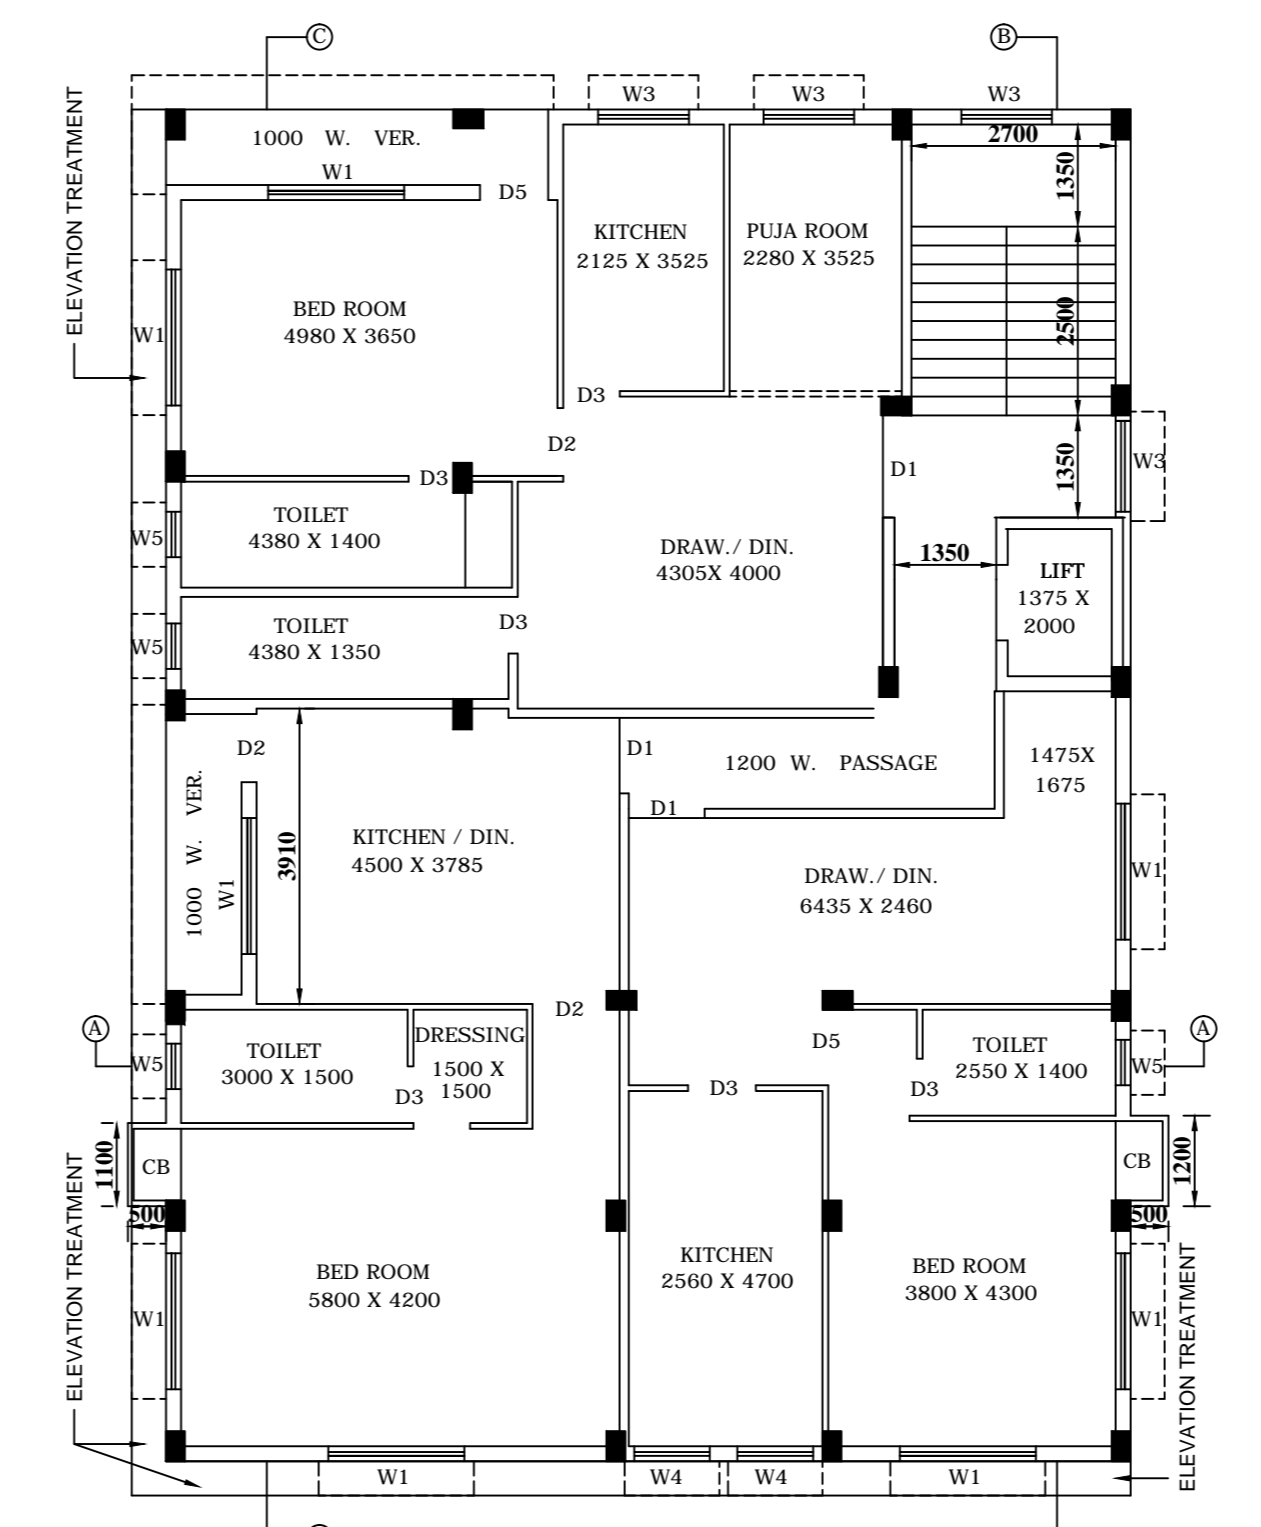 C
B
W3
W3
W3
ELEVATION TREATMENT
1000 W. VER.
2700
1350
W1
D5
KITCHEN
2125 X 3525
PUJA ROOM
2280 X 3525
BED ROOM
4980 X 3650
2500
W1
D3
D2
D1
W3
1350
D3
TOILET
4380 X 1400
W5
DRAW./ DIN.
4305X 4000
1350
LIFT
1375 X
2000
D3
TOILET
4380 X 1350
W5
D2
D1
1200 W. PASSAGE
1475X
1675
1000 W. VER.
D1
W1
3910
KITCHEN / DIN.
4500 X 3785
DRAW./ DIN.
6435 X 2460
W1
D2
A
A
W5
TOILET
3000 X 1500
DRESSING
1500 X
1500
D3
D5
TOILET
2550 X 1400
W5
D3
D3
1100
CB
CB
1200
500
500
ELEVATION TREATMENT
KITCHEN
2560 X 4700
BED ROOM
5800 X 4200
BED ROOM
3800 X 4300
W1
W1
ELEVATION TREATMENT
W1
W4
W4
W1